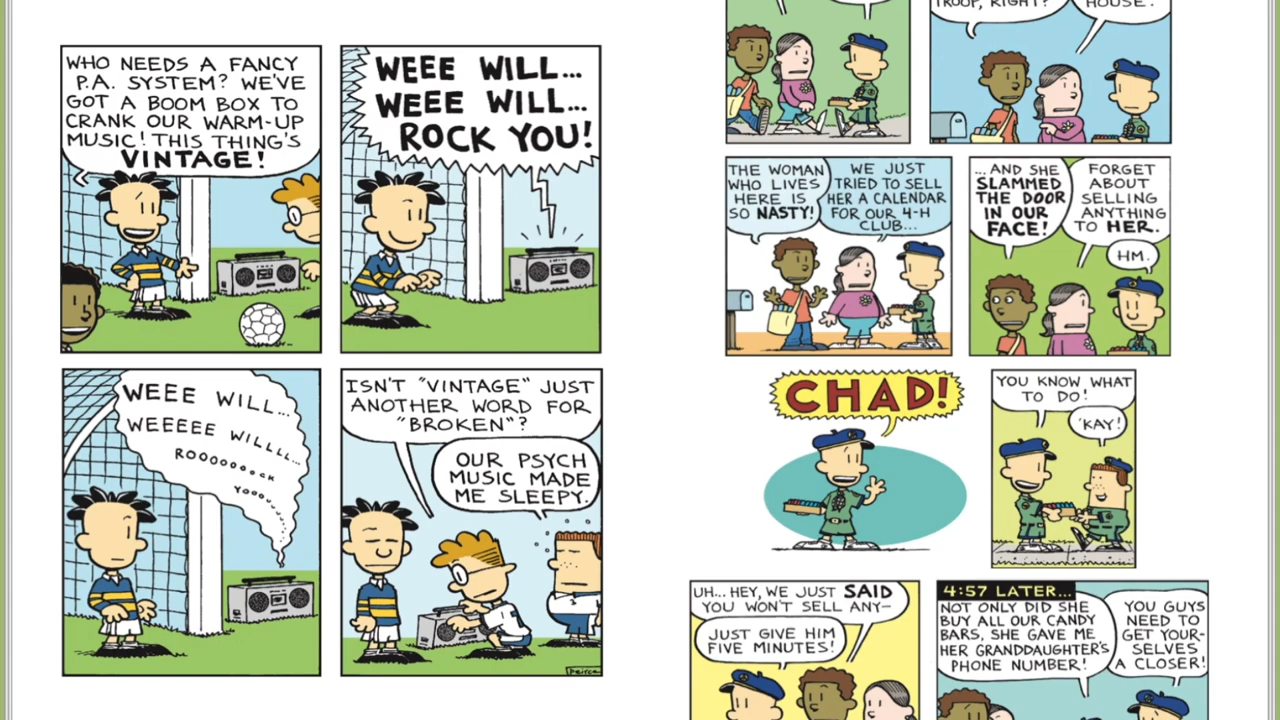 WHO NEEDS A FANCY
P.A. SYSTEM? WE'VE
GOT A BOOM BOX TO
CRANK OUR WARM-UP
MUSIC! THIS THING'S
VINTAGE!
WEEE WILL...
WEEE WILL...
ROCK YOU!
WEEE WILL...
WEEEEE WILLLL...
ROOOOOOOCK
YOOOU
ISN'T "VINTAGE" JUST
ANOTHER WORD FOR
"BROKEN"?
OUR PSYCH
MUSIC MADE
ME SLEEPY.
Peirce
TROOP, RIGHT?
HOUSE.
THE WOMAN
WHO LIVES
HERE IS
SO NASTY!
WE JUST
TRIED TO SELL
HER A CALENDAR
FOR OUR 4-H
CLUB...
...AND SHE
SLAMMED
THE DOOR
IN OUR
FACE!
FORGET
ABOUT
SELLING
ANYTHING
TO HER.
HM.
CHAD!
YOU KNOW WHAT
TO DO!
'KAY!
UH... HEY, WE JUST SAID
YOU WON'T SELL ANY–
JUST GIVE HIM
FIVE MINUTES!
4:57 LATER...
NOT ONLY DID SHE
BUY ALL OUR CANDY
BARS, SHE GAVE ME
HER GRANDDAUGHTER'S
PHONE NUMBER!
YOU GUYS
NEED TO
GET YOUR-
SELVES
A CLOSER!